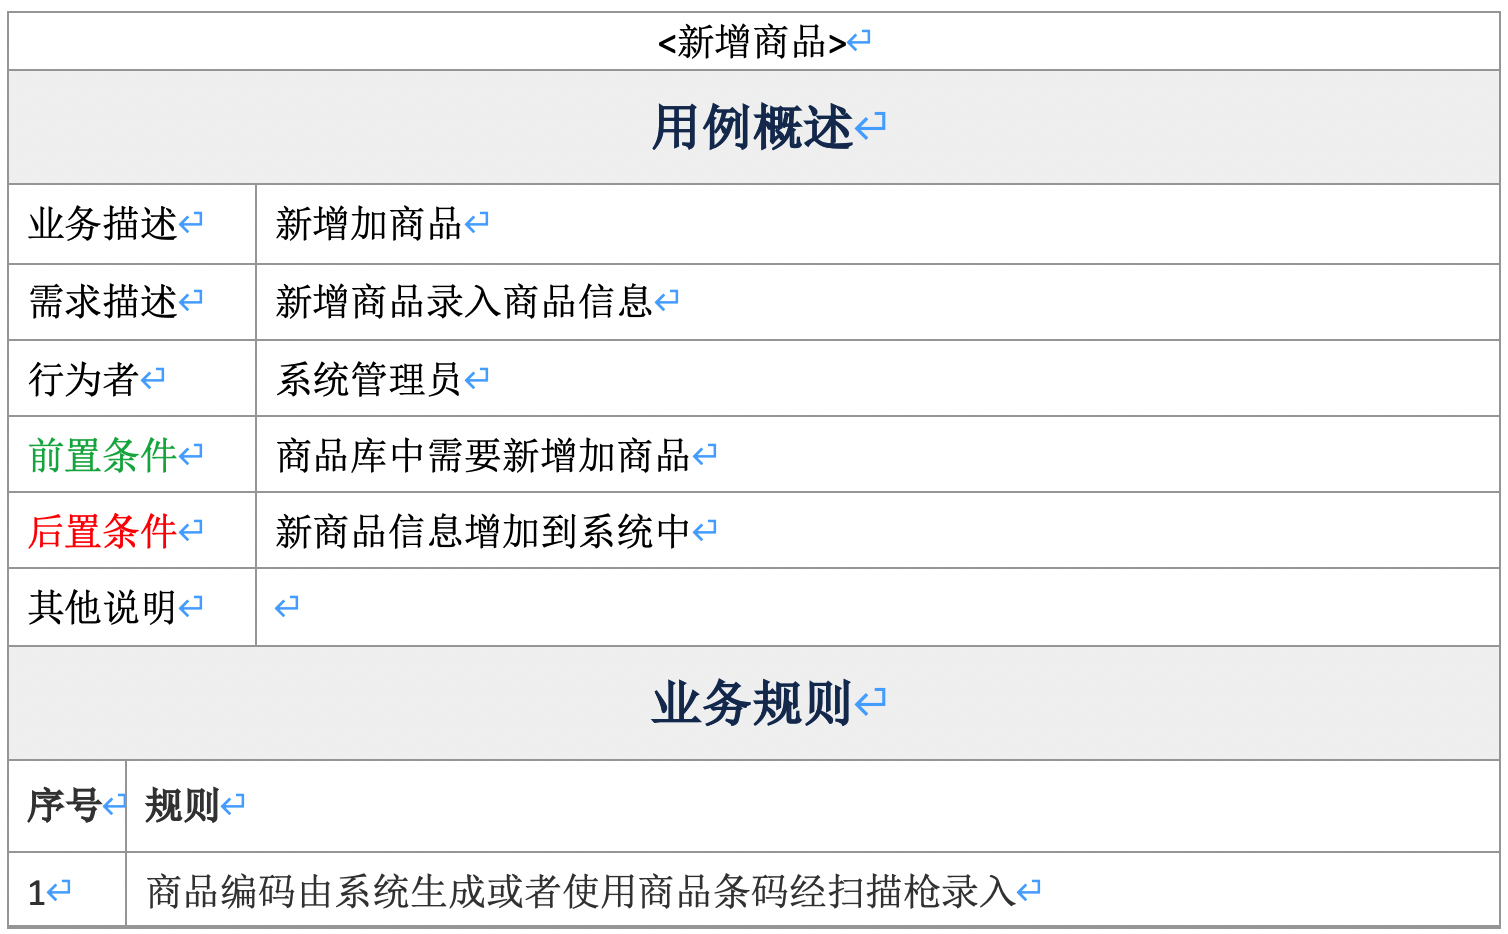 <新增商品>
用例概述
业务描述 新增加商品
需求描述 新增商品录入商品信息
行为者 系统管理员
前置条件 商品库中需要新增加商品
后置条件 新商品信息增加到系统中
其他说明
业务规则
序号 规则
1 商品编码由系统生成或者使用商品条码经扫描枪录入